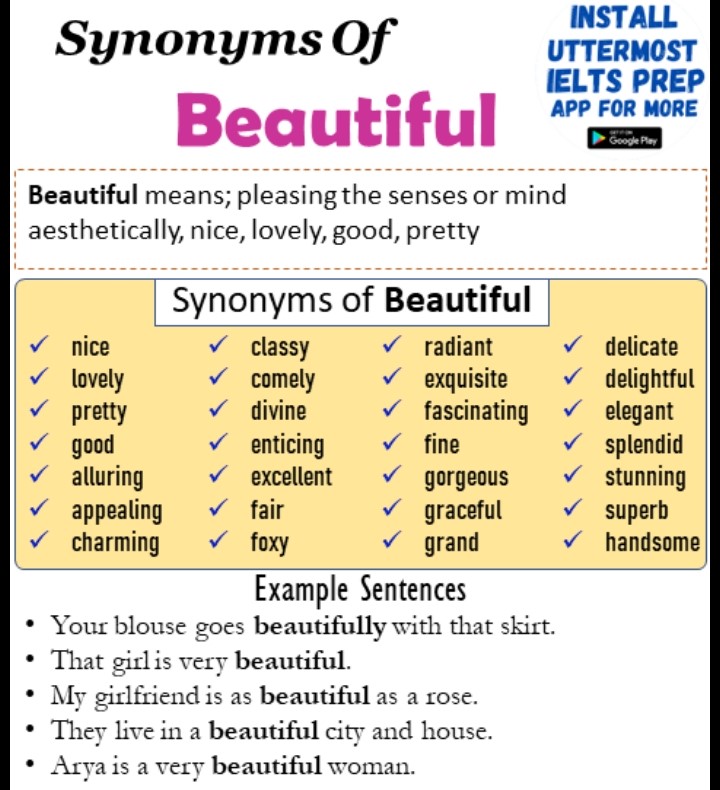 Synonyms Of
Beautiful
INSTALL
UTTERMOST
IELTS PREP
APP FOR MORE
GET IT ON
Google Play
Beautiful means; pleasing the senses or mind
aesthetically, nice, lovely, good, pretty
Synonyms of Beautiful
✓ nice ✓ classy ✓ radiant ✓ delicate
✓ lovely ✓ comely ✓ exquisite ✓ delightful
✓ pretty ✓ divine ✓ fascinating ✓ elegant
✓ good ✓ enticing ✓ fine ✓ splendid
✓ alluring ✓ excellent ✓ gorgeous ✓ stunning
✓ appealing ✓ fair ✓ graceful ✓ superb
✓ charming ✓ foxy ✓ grand ✓ handsome
Example Sentences
• Your blouse goes beautifully with that skirt.
• That girl is very beautiful.
• My girlfriend is as beautiful as a rose.
• They live in a beautiful city and house.
• Arya is a very beautiful woman.